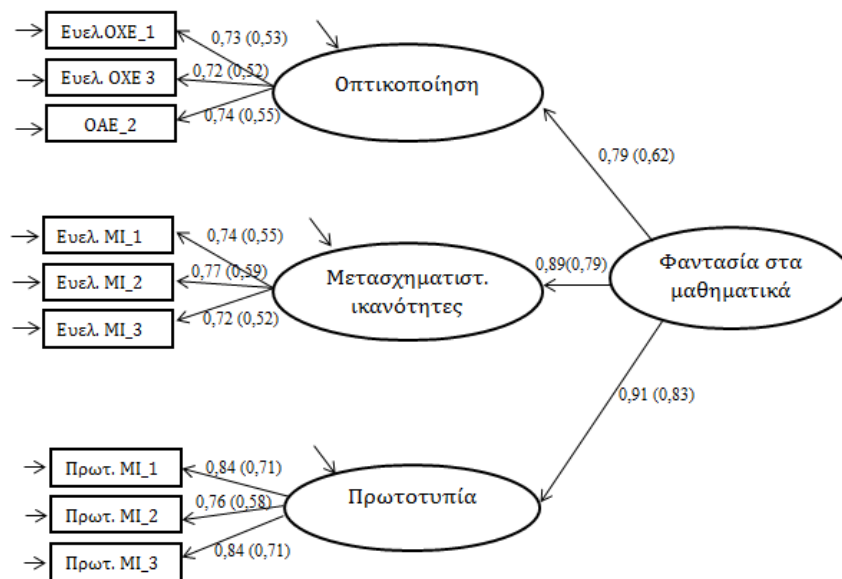 Ευελ.ΟΧΕ_1
0,73 (0,53)
Ευελ. ΟΧΕ 3
0,72 (0,52)
ΟΑΕ_2
0,74 (0,55)
Οπτικοποίηση
0,79 (0,62)
Ευελ. ΜΙ_1
0,74 (0,55)
Ευελ. ΜΙ_2
0,77 (0,59)
Ευελ. ΜΙ_3
0,72 (0,52)
Μετασχηματιστ.
ικανότητες
0,89(0,79)
Φαντασία στα
μαθηματικά
0,91 (0,83)
Πρωτ. ΜΙ_1
0,84 (0,71)
Πρωτ. ΜΙ_2
0,76 (0,58)
Πρωτ. ΜΙ_3
0,84 (0,71)
Πρωτοτυπία